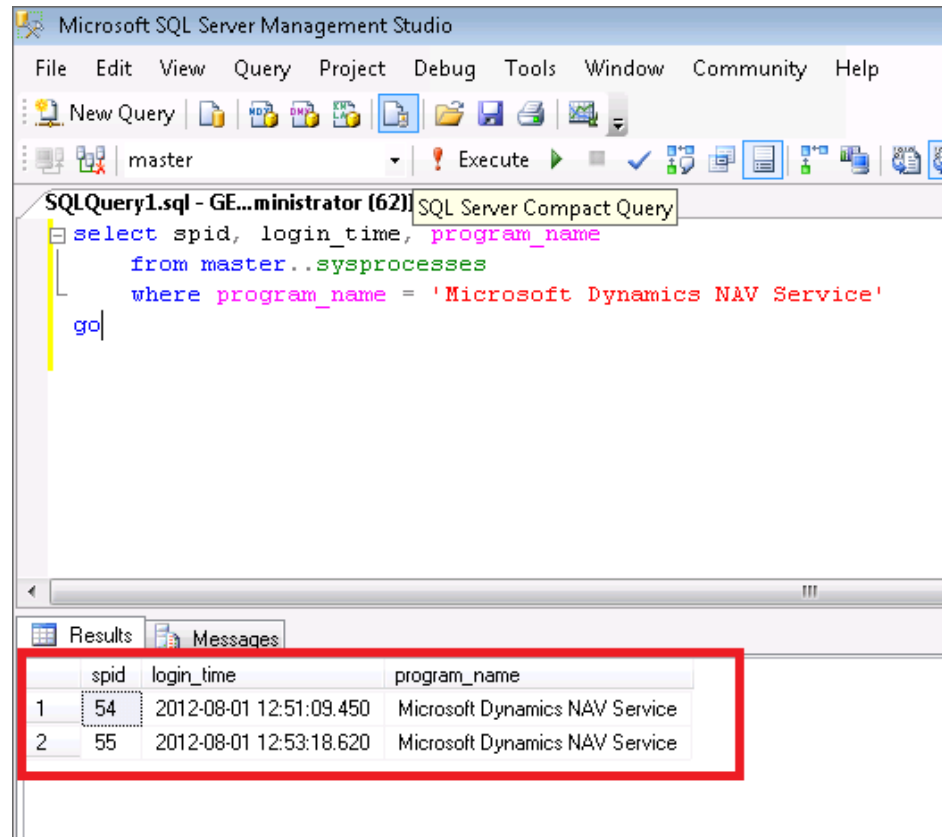 Microsoft SQL Server Management Studio
File Edit View Query Project Debug Tools Window Community Help
New Query
master Execute
SQLQuery1.sql - GE...ministrator (62))
SQL Server Compact Query
select spid, login_time, program_name
from master..sysprocesses
where program_name = 'Microsoft Dynamics NAV Service'
go
Results Messages
spid login_time program_name
1 54 2012-08-01 12:51:09.450 Microsoft Dynamics NAV Service
2 55 2012-08-01 12:53:18.620 Microsoft Dynamics NAV Service